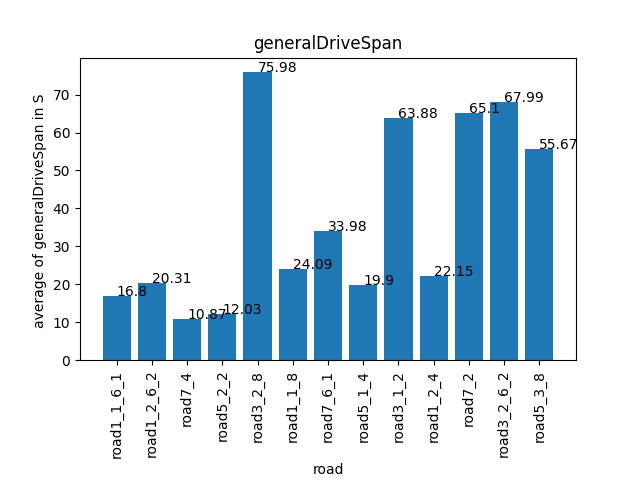 generalDriveSpan
average of generalDriveSpan in S
70
60
50
40
30
20
10
0
16.8
20.31
10.87
12.03
75.98
24.09
33.98
19.9
63.88
22.15
65.1
67.99
55.67
road1_1_6_1
road1_2_6_2
road7_4
road5_2_2
road3_2_8
road1_1_8
road7_6_1
road5_1_4
road3_1_2
road1_2_4
road7_2
road3_2_6_2
road5_3_8
road